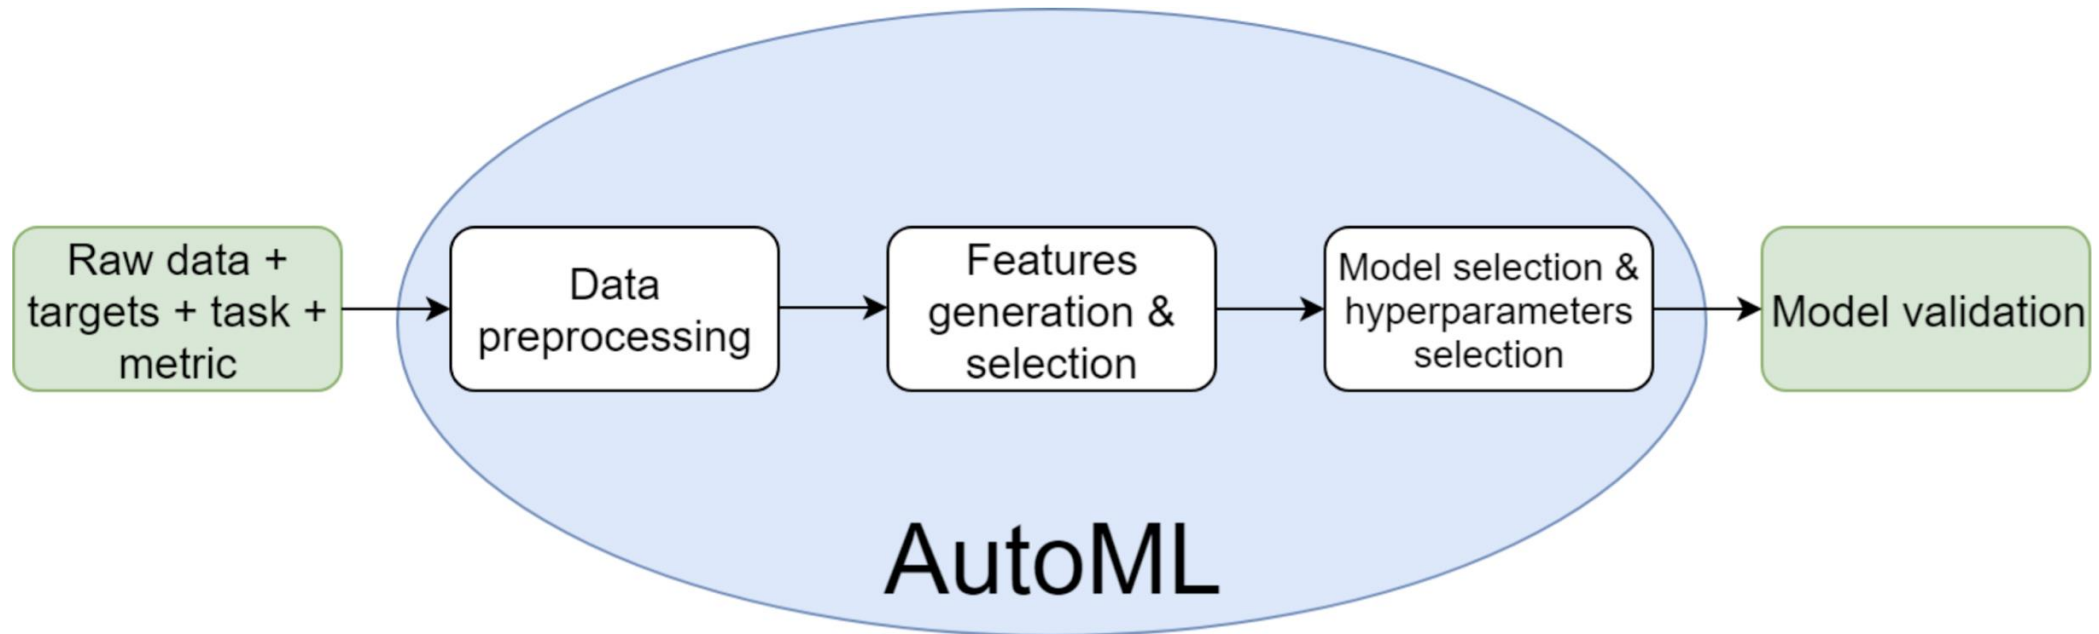 Raw data +
targets + task +
metric
Data
preprocessing
Features
generation &
selection
Model selection &
hyperparameters
selection
Model validation
AutoML